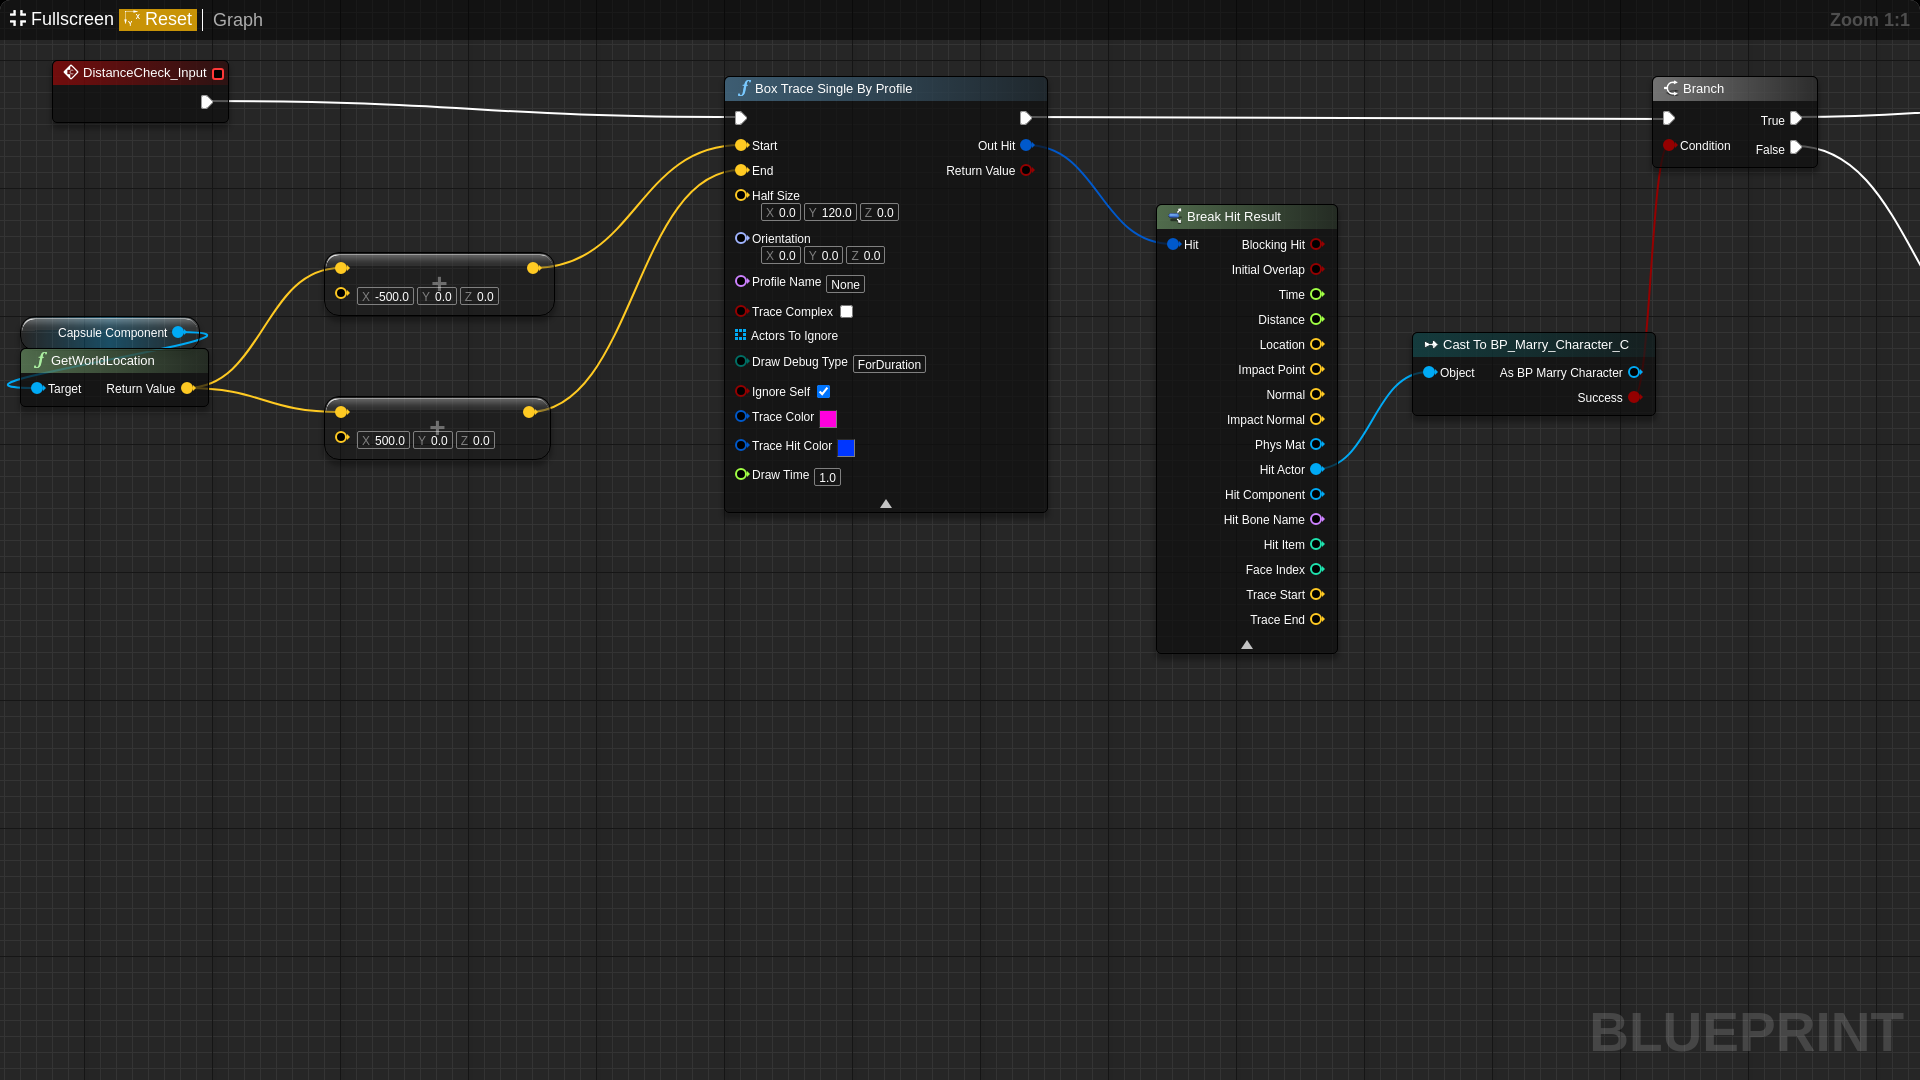 Fullscreen Reset Graph Zoom 1:1
DistanceCheck_Input
Capsule Component
GetWorldLocation
Target Return Value
+
X -500.0 Y 0.0 Z 0.0
+
X 500.0 Y 0.0 Z 0.0
f Box Trace Single By Profile
Start Out Hit
End Return Value
Half Size
X 0.0 Y 120.0 Z 0.0
Orientation
X 0.0 Y 0.0 Z 0.0
Profile Name None
Trace Complex
Actors To Ignore
Draw Debug Type ForDuration
Ignore Self
Trace Color
Trace Hit Color
Draw Time 1.0
Break Hit Result
Hit Blocking Hit
Initial Overlap
Time
Distance
Location
Impact Point
Normal
Impact Normal
Phys Mat
Hit Actor
Hit Component
Hit Bone Name
Hit Item
Face Index
Trace Start
Trace End
Cast To BP_Marry_Character_C
Object As BP Marry Character
Success
Branch
True
Condition False
BLUEPRINT